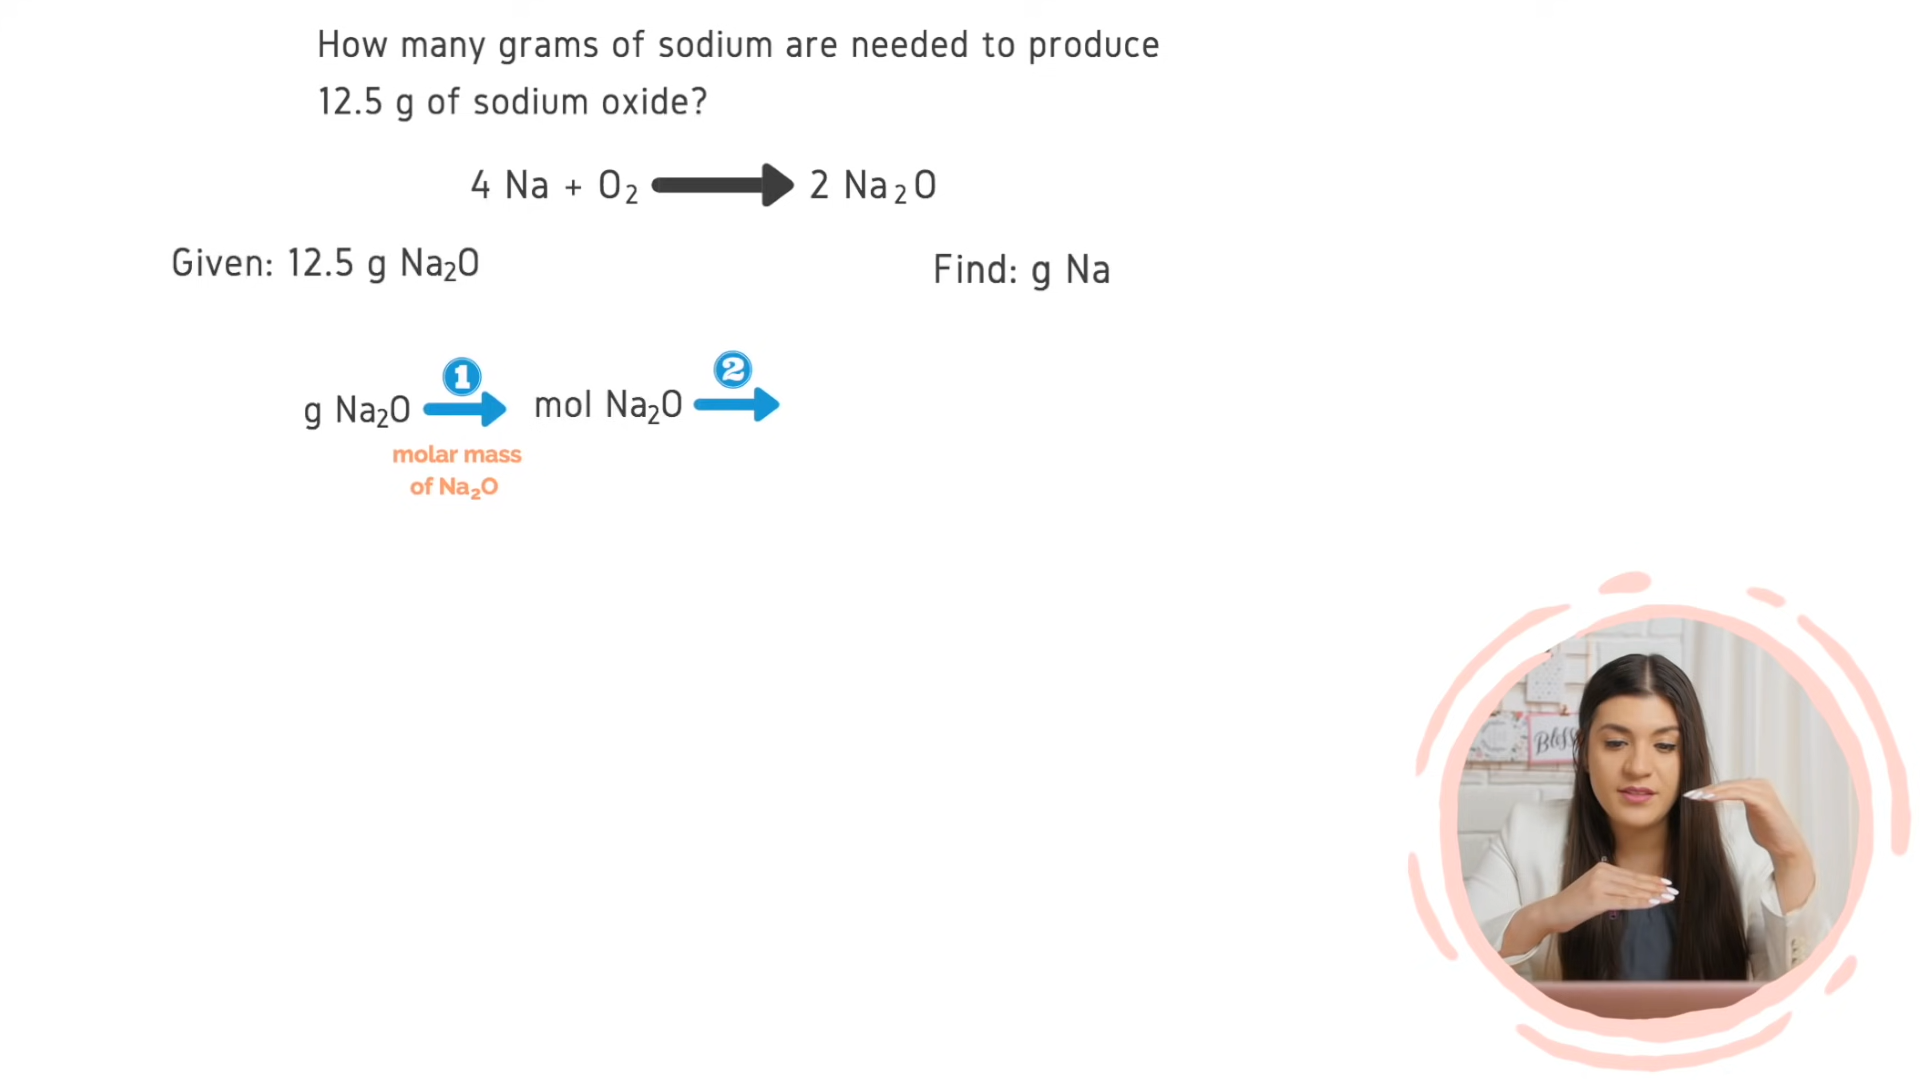 How many grams of sodium are needed to produce
12.5 g of sodium oxide?
4 Na + O₂ → 2 Na₂O
Given: 12.5 g Na₂O
Find: g Na
1
2
g Na₂O → mol Na₂O →
molar mass
of Na₂O
Bless